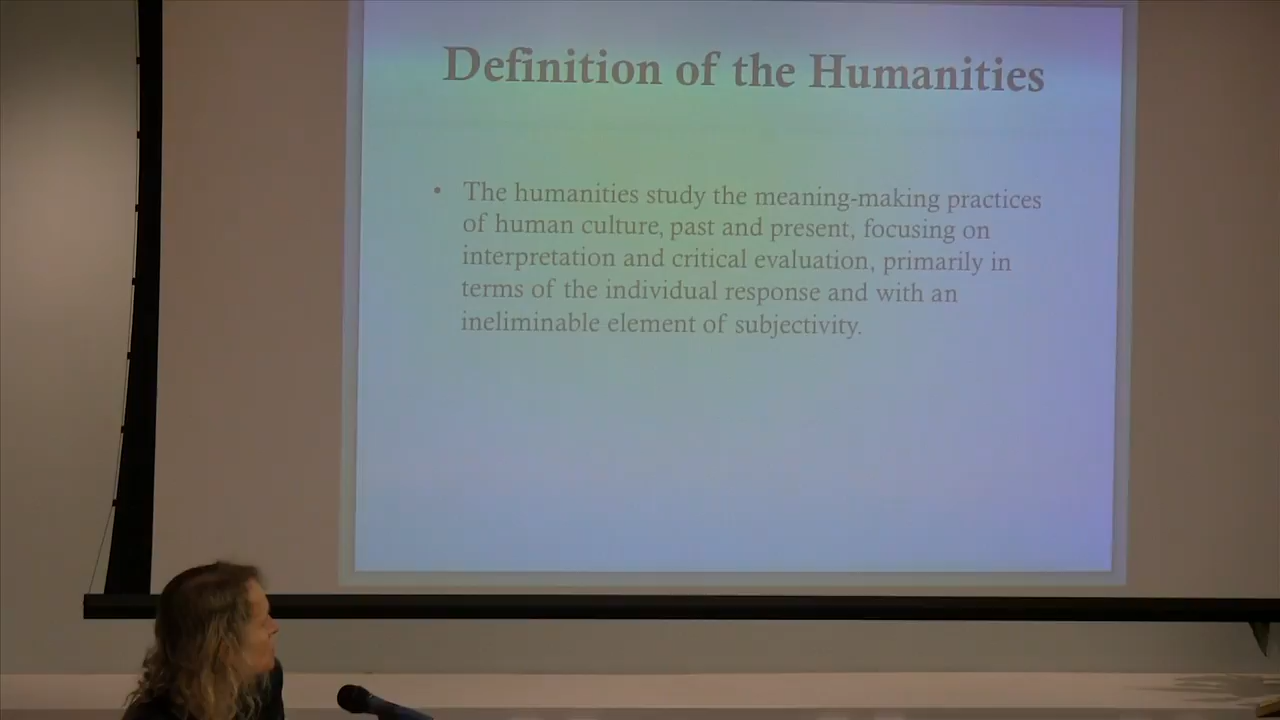 Definition of the Humanities
• The humanities study the meaning-making practices
of human culture, past and present, focusing on
interpretation and critical evaluation, primarily in
terms of the individual response and with an
ineliminable element of subjectivity.